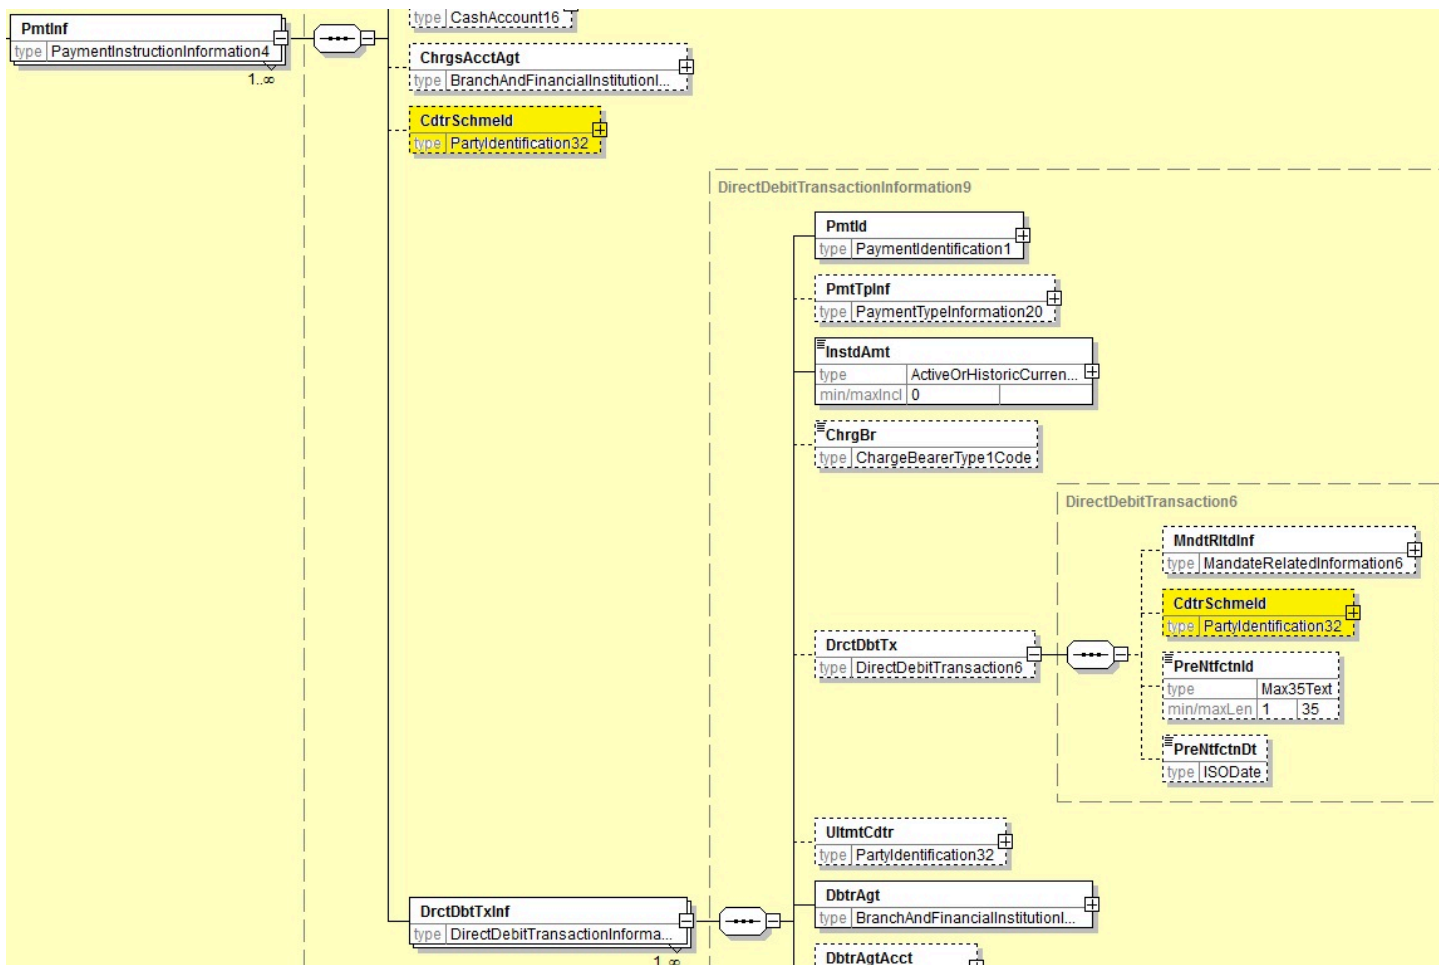 PmtInf
type PaymentInstructionInformation4
1..∞
type CashAccount16
ChrgsAcctAgt
type BranchAndFinancialInstitutionI...
CdtrSchmeId
type PartyIdentification32
DirectDebitTransactionInformation9
PmtId
type PaymentIdentification1
PmtTpInf
type PaymentTypeInformation20
InstdAmt
type ActiveOrHistoricCurren...
min/maxIncl 0
ChrgBr
type ChargeBearerType1Code
DirectDebitTransaction6
MndtRltdInf
type MandateRelatedInformation6
CdtrSchmeId
type PartyIdentification32
DrctDbtTx
type DirectDebitTransaction6
PreNtfctnId
type Max35Text
min/maxLen 1 35
PreNtfctnDt
type ISODate
UltmtCdtr
type PartyIdentification32
DbtrAgt
type BranchAndFinancialInstitutionI...
DrctDbtTxInf
type DirectDebitTransactionInforma...
1..∞
DbtrAgtAcct